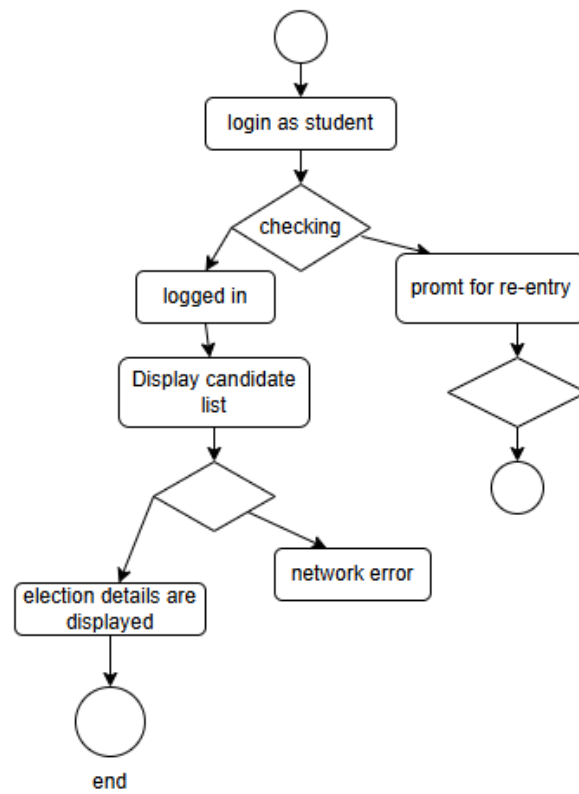 login as student
checking
logged in
promt for re-entry
Display candidate
list
network error
election details are
displayed
end